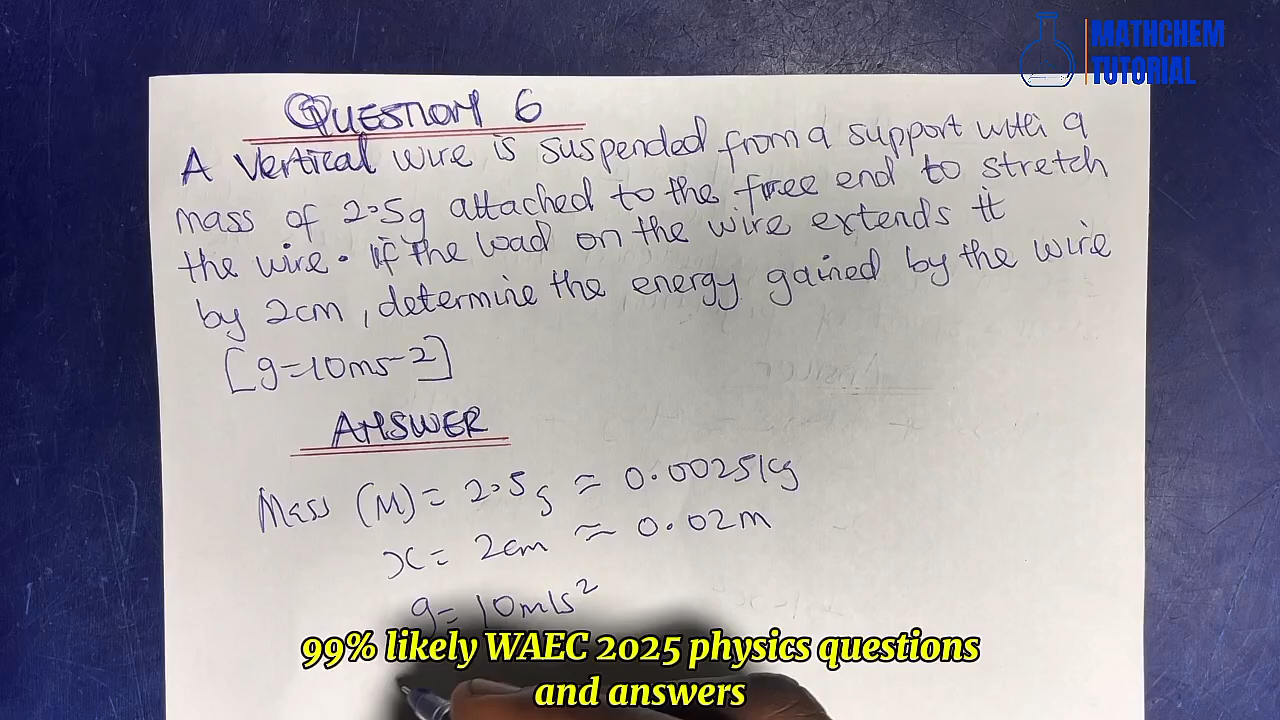 MATHCHEM
TUTORIAL
QUESTION 6
A Vertical wire is suspended from a support with a
mass of 2.5g attached to the free end to stretch
the wire. If the load on the wire extends it
by 2cm, determine the energy gained by the wire
[g=10ms-2]
ANSWER
Mass (M) = 2.5g ≈ 0.0025kg
x = 2cm ≈ 0.02m
g = 10m/s²
99% likely WAEC 2025 physics questions
and answers